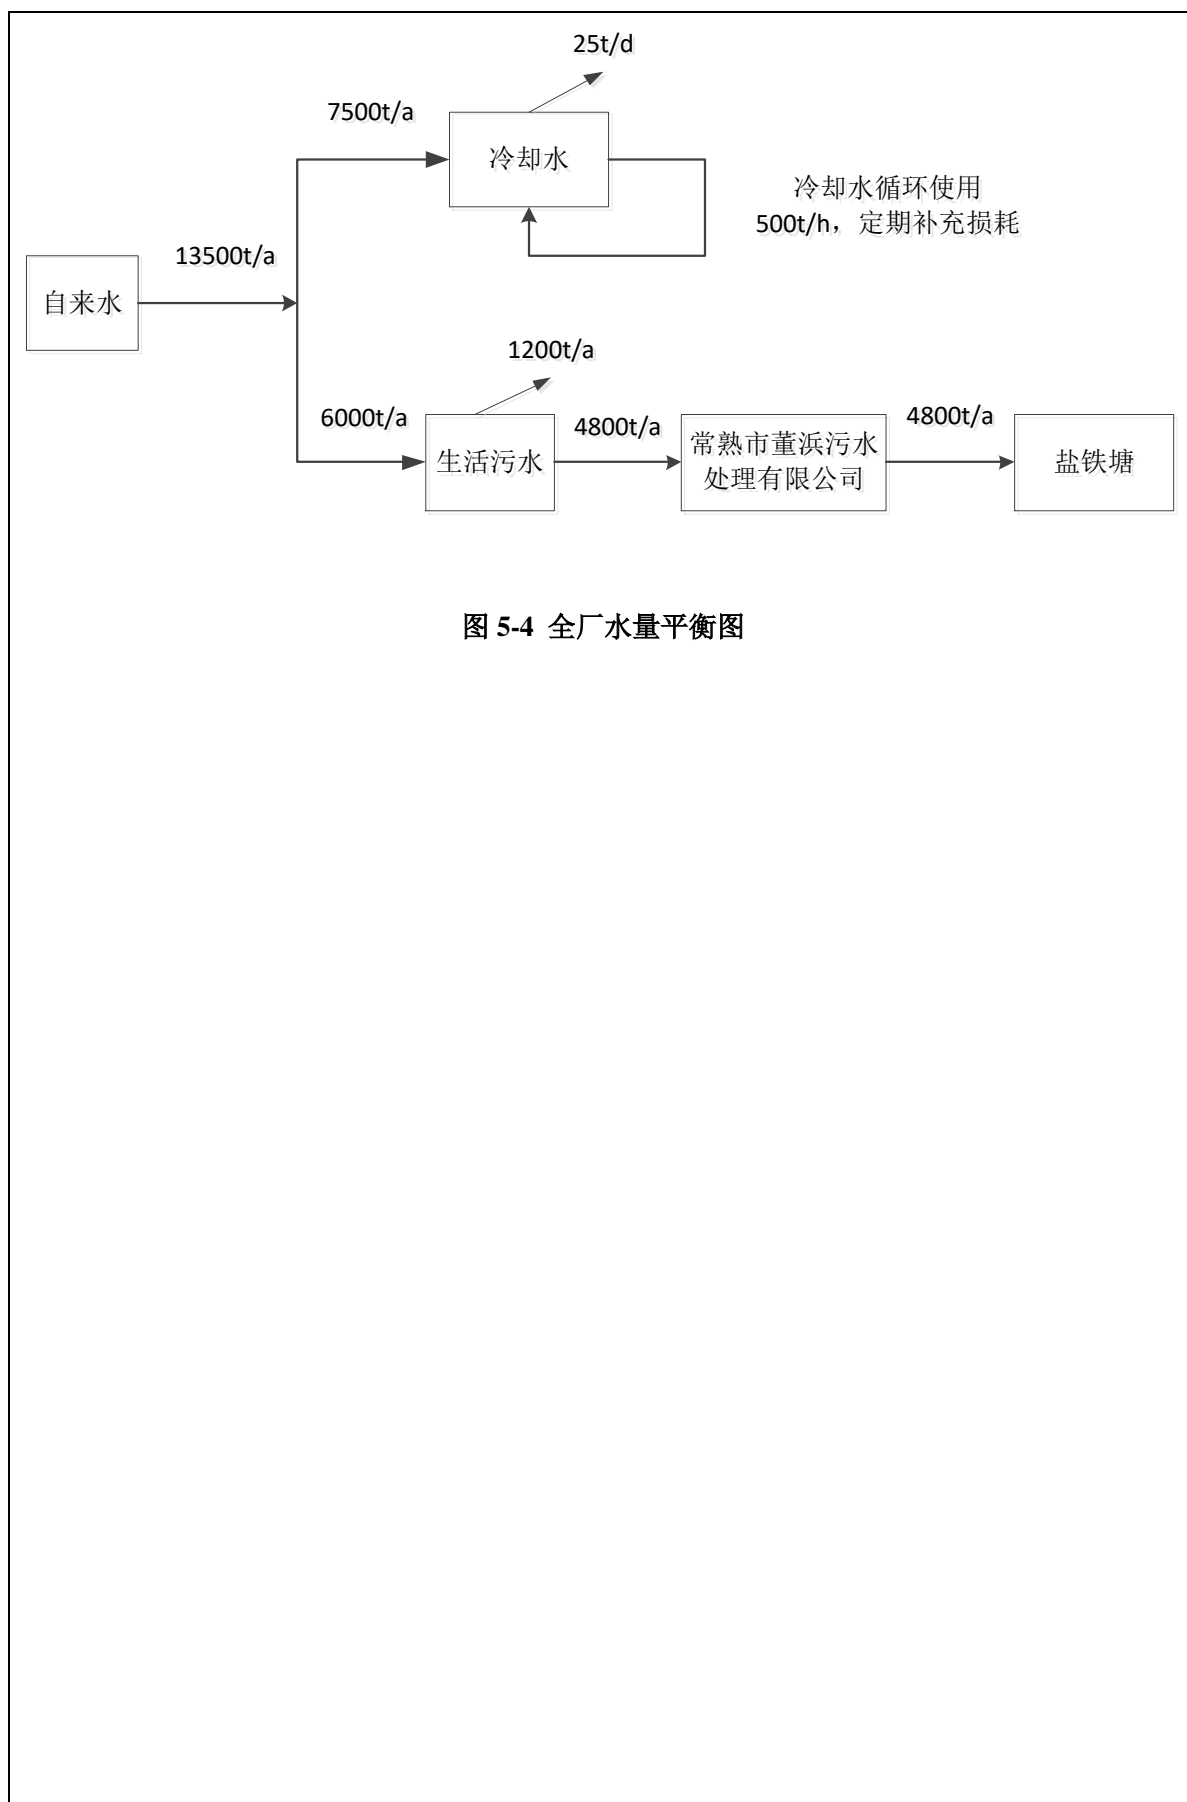 25t/d
7500t/a
冷却水
冷却水循环使用
500t/h，定期补充损耗
13500t/a
自来水
1200t/a
6000t/a
生活污水
4800t/a
常熟市董浜污水
处理有限公司
4800t/a
盐铁塘
图 5-4 全厂水量平衡图